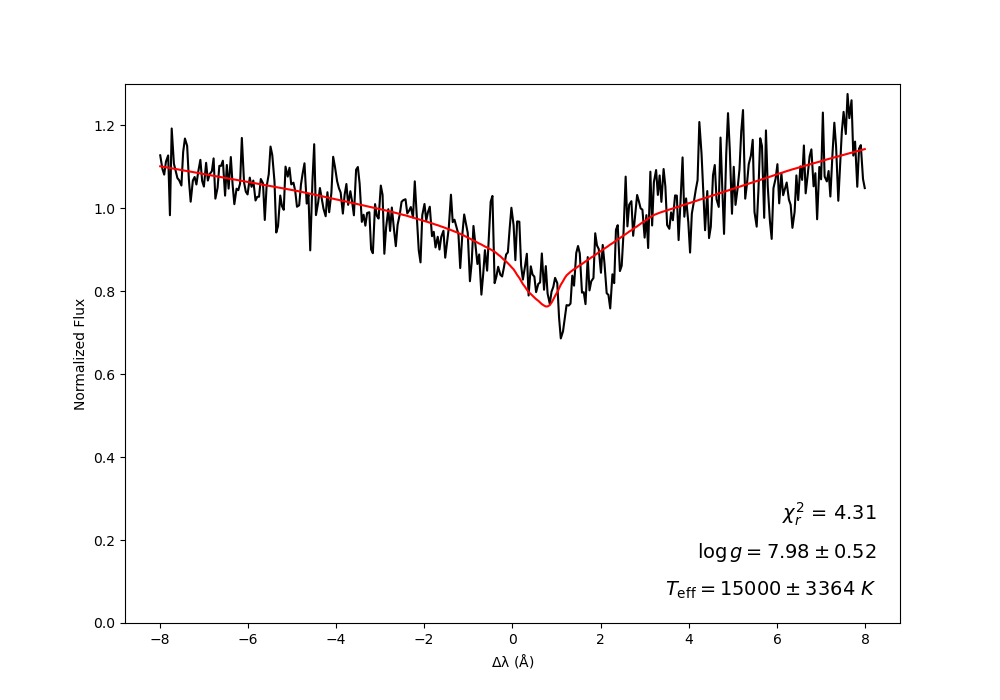 1.2
1.0
0.8
0.6
0.4
0.2
0.0
Normalized Flux
χ²ᵣ = 4.31
log g = 7.98 ± 0.52
T_eff = 15000 ± 3364 K
−8 −6 −4 −2 0 2 4 6 8
Δλ (Å)